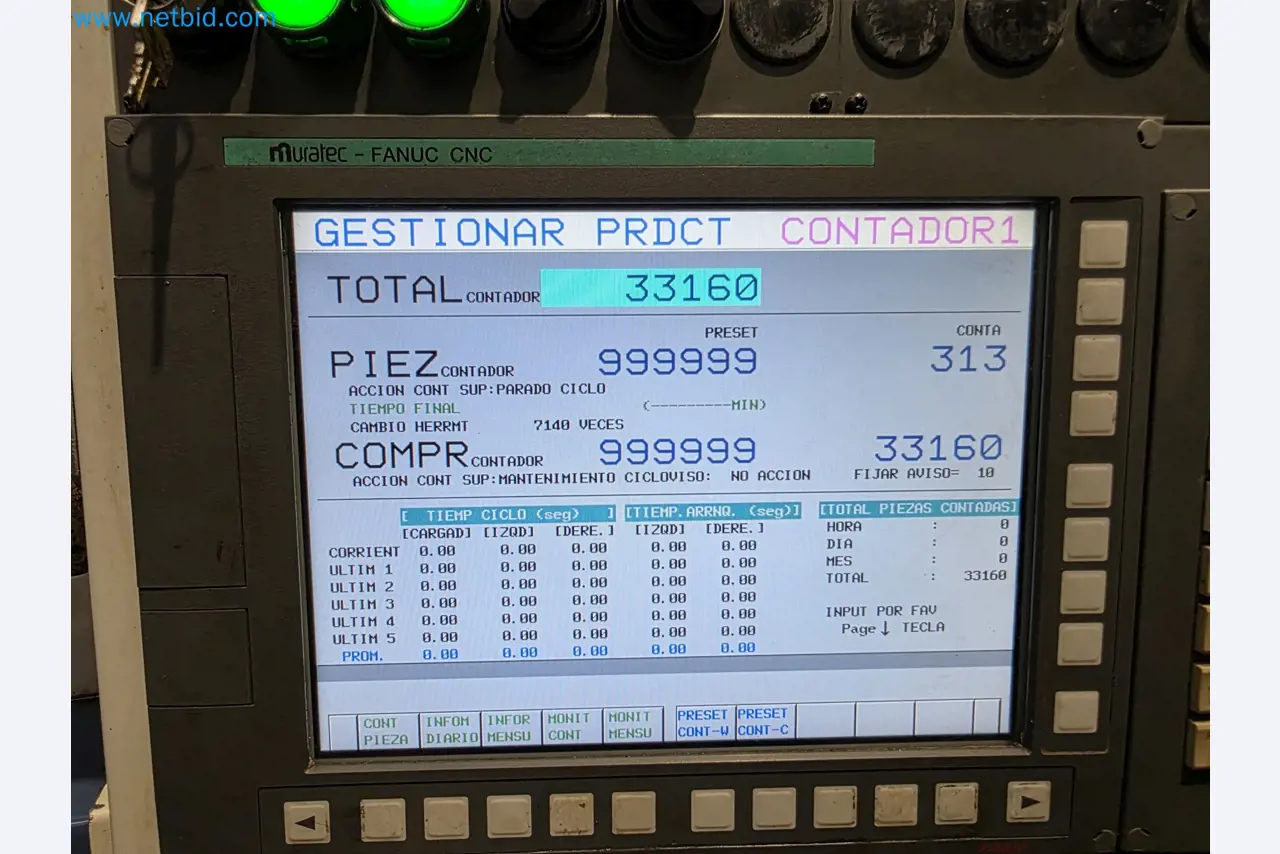 www.netbid.com
muratec - FANUC CNC
GESTIONAR PRDCT CONTADOR1
TOTAL CONTADOR 33160
PRESET CONTA
PIEZ CONTADOR 999999 313
ACCION CONT SUP:PARADO CICLO
TIEMPO FINAL (---------MIN)
CAMBIO HERRMT 7140 VECES
COMPR CONTADOR 999999 33160
ACCION CONT SUP:MANTENIMIENTO CICLOVISO: NO ACCION FIJAR AVISO= 10
[ TIEMP CICLO (seg) ] [TIEMP.ARRNQ. (seg)] [TOTAL PIEZAS CONTADAS]
[CARGAD] [IZQD] [DERE.] [IZQD] [DERE.] HORA : 0
CORRIENT 0.00 0.00 0.00 0.00 0.00 DIA : 0
ULTIM 1 0.00 0.00 0.00 0.00 0.00 MES : 0
ULTIM 2 0.00 0.00 0.00 0.00 0.00 TOTAL : 33160
ULTIM 3 0.00 0.00 0.00 0.00 0.00
ULTIM 4 0.00 0.00 0.00 0.00 0.00 INPUT POR FAV
ULTIM 5 0.00 0.00 0.00 0.00 0.00 Page↓ TECLA
PROM. 0.00 0.00 0.00 0.00 0.00
CONT INFOM INFOR MONIT MONIT PRESET PRESET
PIEZA DIARIO MENSU CONT MENSU CONT-W CONT-C